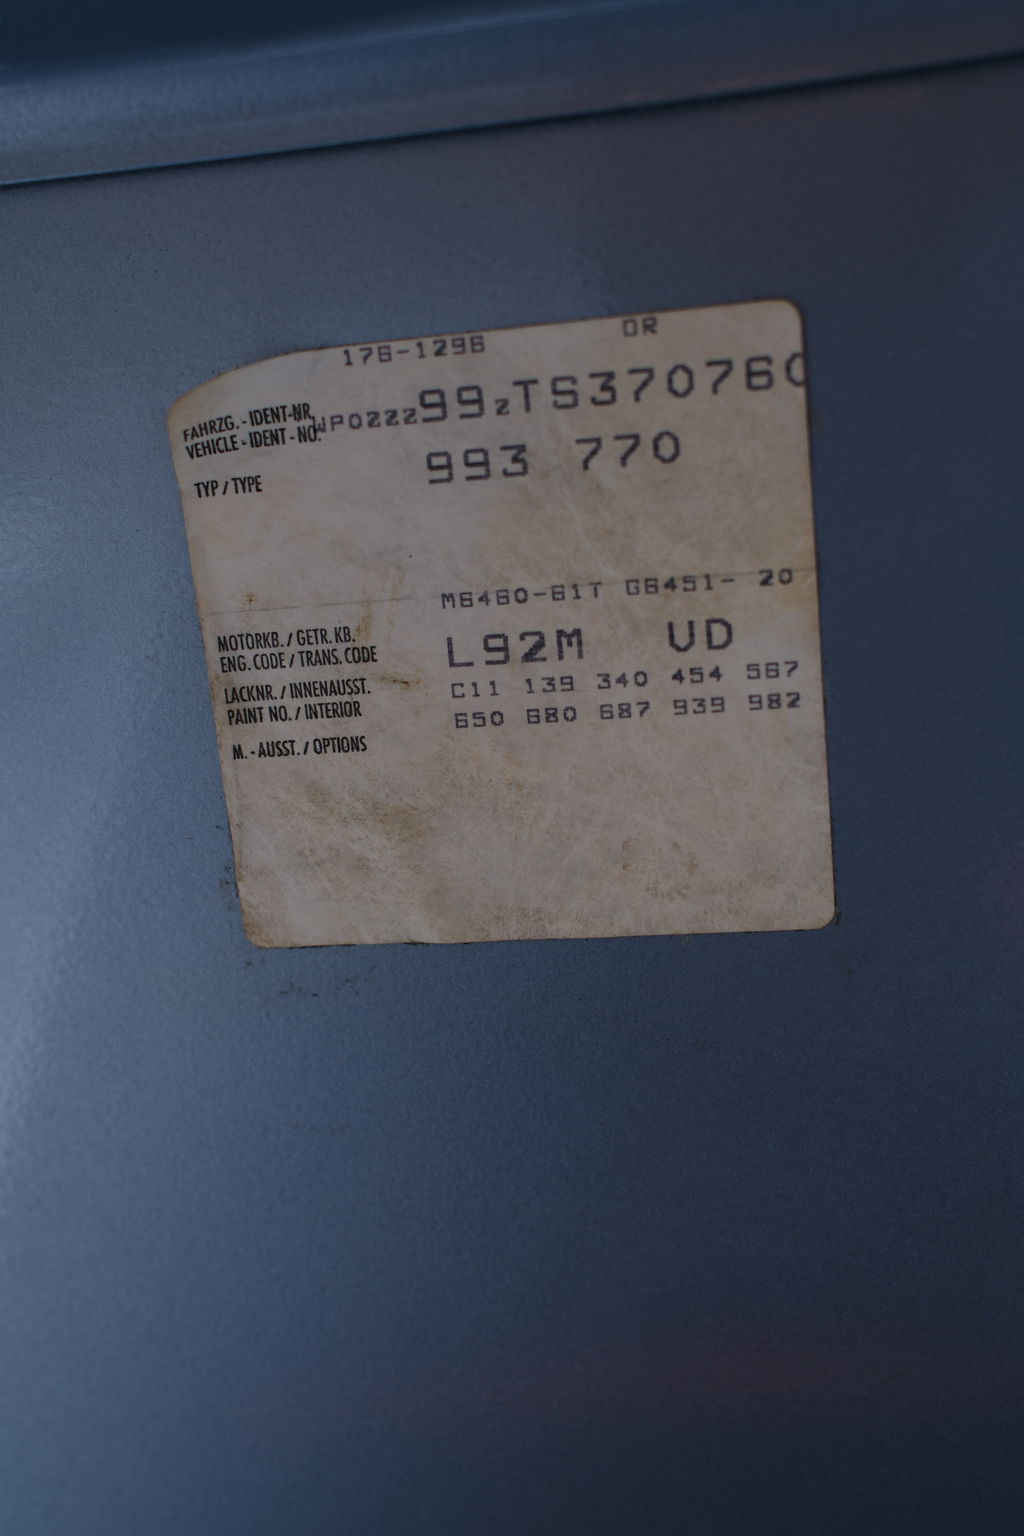 176-1296 OR
FAHRZG. - IDENT-NR.
VEHICLE - IDENT - NO. WP0ZZZ99ZTS370760
TYP / TYPE 993 770
M6460-61T G6451- 20
MOTORKB. / GETR. KB.
ENG. CODE / TRANS. CODE L92M UD
LACKNR. / INNENAUSST. C11 139 340 454 567
PAINT NO. / INTERIOR 650 680 687 939 982
M. - AUSST. / OPTIONS